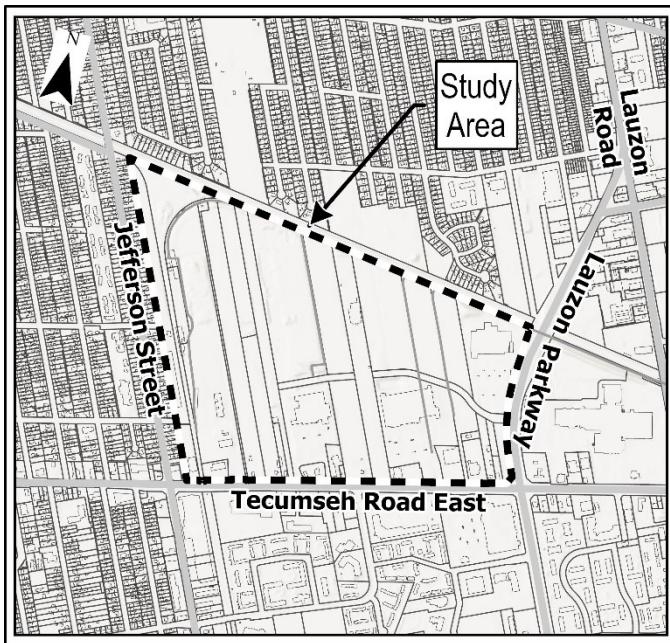 N
Study
Area
Lauzon
Road
Jefferson Street
Lauzon Parkway
Tecumseh Road East